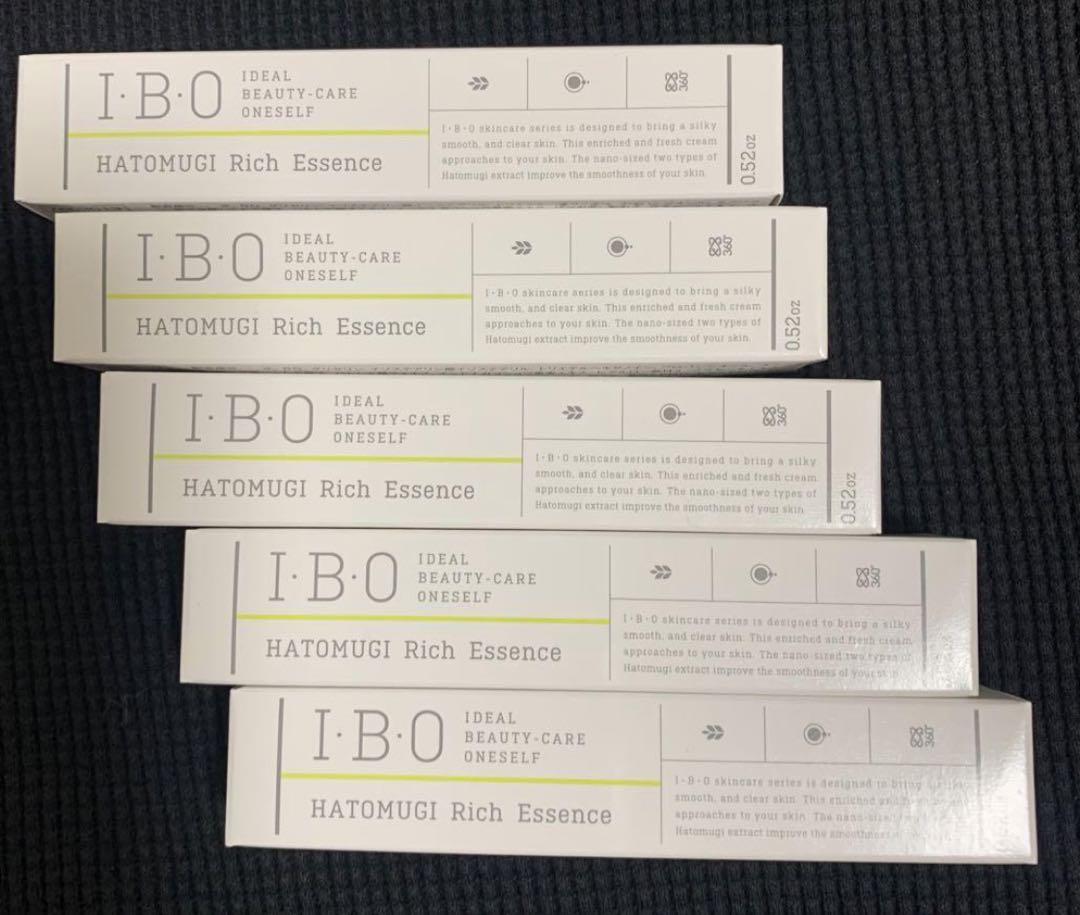 I·B·O
IDEAL
BEAUTY-CARE
ONESELF
HATOMUGI Rich Essence
360°
I·B·O skincare series is designed to bring a silky
smooth, and clear skin. This enriched and fresh cream
approaches to your skin. The nano-sized two types of
Hatomugi extract improve the smoothness of your skin.
0.52oz
I·B·O
IDEAL
BEAUTY-CARE
ONESELF
HATOMUGI Rich Essence
360°
I·B·O skincare series is designed to bring a silky
smooth, and clear skin. This enriched and fresh cream
approaches to your skin. The nano-sized two types of
Hatomugi extract improve the smoothness of your skin.
0.52oz
I·B·O
IDEAL
BEAUTY-CARE
ONESELF
HATOMUGI Rich Essence
360°
I·B·O skincare series is designed to bring a silky
smooth, and clear skin. This enriched and fresh cream
approaches to your skin. The nano-sized two types of
Hatomugi extract improve the smoothness of your skin.
0.52oz
I·B·O
IDEAL
BEAUTY-CARE
ONESELF
HATOMUGI Rich Essence
360°
I·B·O skincare series is designed to bring a silky
smooth, and clear skin. This enriched and fresh cream
approaches to your skin. The nano-sized two types of
Hatomugi extract improve the smoothness of your skin
I·B·O
IDEAL
BEAUTY-CARE
ONESELF
HATOMUGI Rich Essence
360°
I·B·O skincare series is designed to bring
smooth, and clear skin. This enriched and
approaches to your skin. The nano-sized
Hatomugi extract improve the smoothness